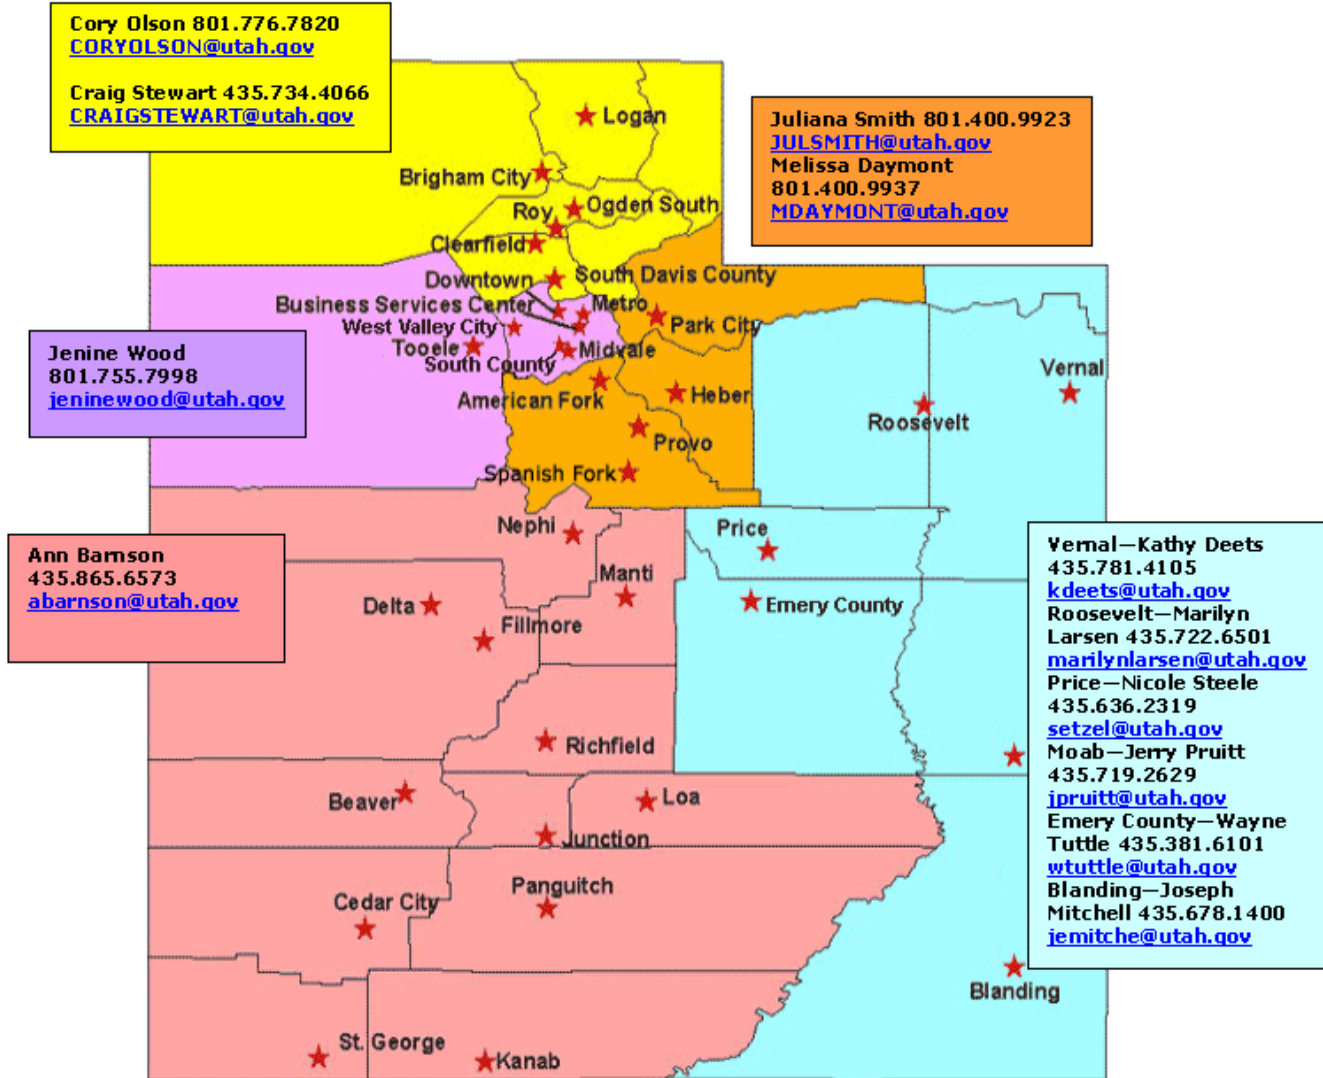 Cory Olson 801.776.7820
CORYOLSON@utah.gov
Craig Stewart 435.734.4066
CRAIGSTEWART@utah.gov
Juliana Smith 801.400.9923
JULSMITH@utah.gov
Melissa Daymont
801.400.9937
MDAYMONT@utah.gov
Logan
Brigham City
Ogden South
Roy
Clearfield
South Davis County
Downtown
Business Services Center
Metro
West Valley City
Park City
Tooele
Midvale
South County
Jenine Wood
801.755.7998
jeninewood@utah.gov
American Fork
Heber
Vernal
Roosevelt
Provo
Spanish Fork
Nephi
Price
Ann Barnson
435.865.6573
abarnson@utah.gov
Manti
Delta
Emery County
Fillmore
Vernal—Kathy Deets
435.781.4105
kdeets@utah.gov
Roosevelt—Marilyn
Larsen 435.722.6501
marilynlarsen@utah.gov
Price—Nicole Steele
435.636.2319
setzel@utah.gov
Moab—Jerry Pruitt
435.719.2629
jpruitt@utah.gov
Emery County—Wayne
Tuttle 435.381.6101
wtuttle@utah.gov
Blanding—Joseph
Mitchell 435.678.1400
jemitche@utah.gov
Richfield
Beaver
Loa
Junction
Panguitch
Cedar City
Blanding
St. George
Kanab